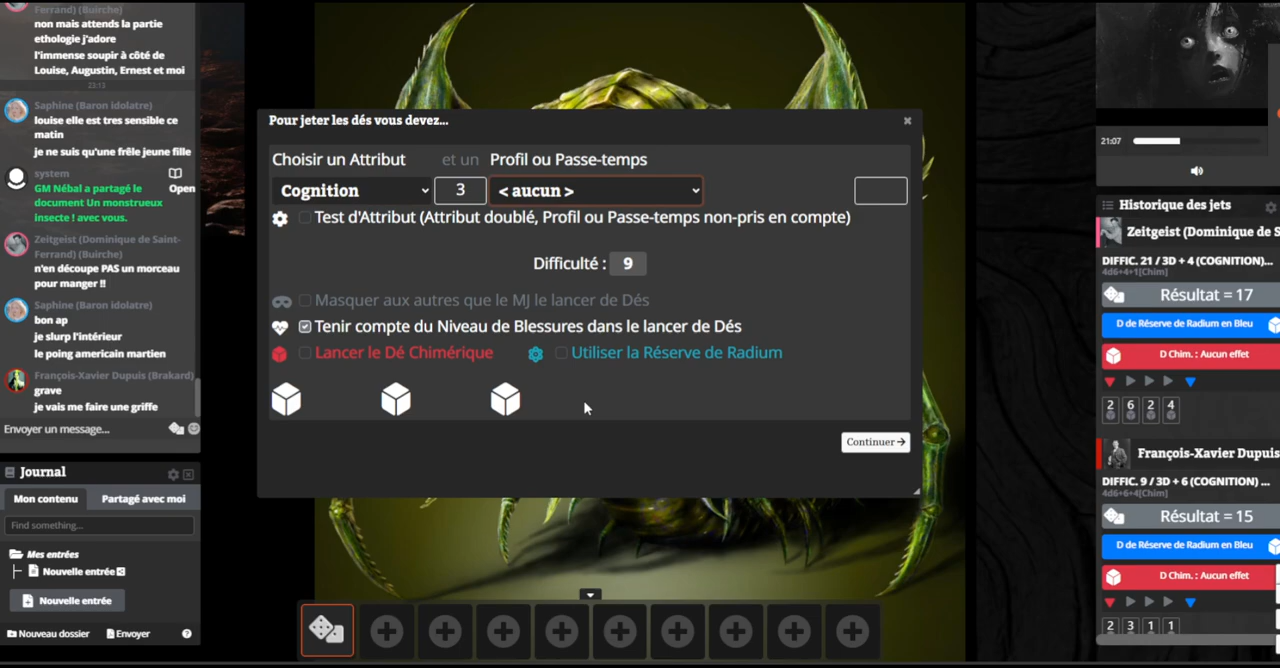 Ferrand) (Buirche)
non mais attends la partie
ethologie j'adore
l'immense soupir à côté de
Louise, Augustin, Ernest et moi
23:13
Saphine (Baron idolatre)
louise elle est tres sensible ce
matin
je ne suis qu'une frêle jeune fille
system
GM Nébal a partagé le
document Un monstrueux
insecte ! avec vous.
Open
Zeitgeist (Dominique de Saint-
Ferrand) (Buirche)
n'en découpe PAS un morceau
pour manger !!
Saphine (Baron idolatre)
bon ap
je slurp l'intérieur
le poing americain martien
François-Xavier Dupuis (Brakard)
grave
je vais me faire une griffe
Envoyer un message...
Journal
Mon contenu
Partagé avec moi
Find something...
Mes entrées
Nouvelle entrée
Nouvelle entrée
Nouveau dossier
Envoyer
?
Pour jeter les dés vous devez...
Choisir un Attribut et un Profil ou Passe-temps
Cognition 3 < aucun >
Test d'Attribut (Attribut doublé, Profil ou Passe-temps non-pris en compte)
Difficulté : 9
Masquer aux autres que le MJ le lancer de Dés
Tenir compte du Niveau de Blessures dans le lancer de Dés
Lancer le Dé Chimérique
Utiliser la Réserve de Radium
Continuer
21:07
Historique des jets
Zeitgeist (Dominique de S
DIFFIC. 21 / 3D + 4 (COGNITION)...
4d6+4+1[Chim]
Résultat = 17
D de Réserve de Radium en Bleu
D Chim. : Aucun effet
2 6 2 4
François-Xavier Dupuis
DIFFIC. 9 / 3D + 6 (COGNITION) ...
4d6+6+4[Chim]
Résultat = 15
D de Réserve de Radium en Bleu
D Chim. : Aucun effet
2 3 1 1